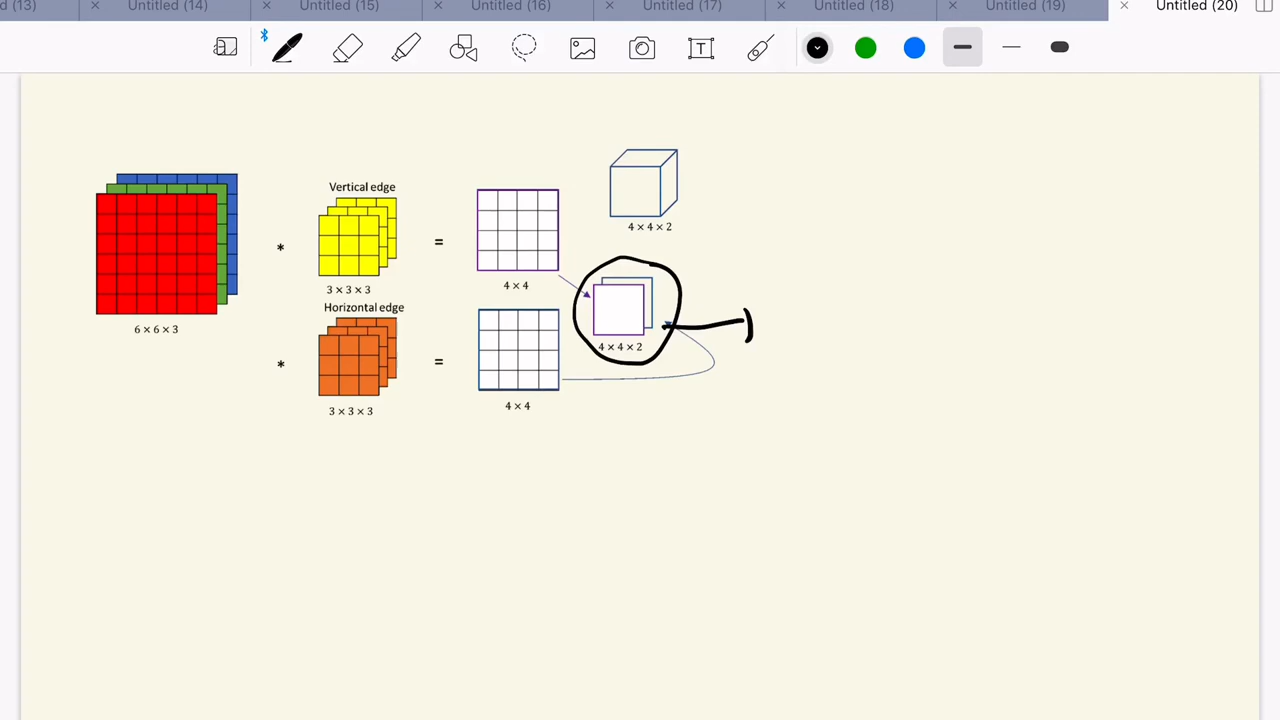 (13)
Untitled (14)
Untitled (15)
Untitled (16)
Untitled (17)
Untitled (18)
Untitled (19)
Untitled (20)
T
Vertical edge
*
=
3 × 3 × 3
4 × 4
4 × 4 × 2
6 × 6 × 3
Horizontal edge
*
=
3 × 3 × 3
4 × 4
4 × 4 × 2